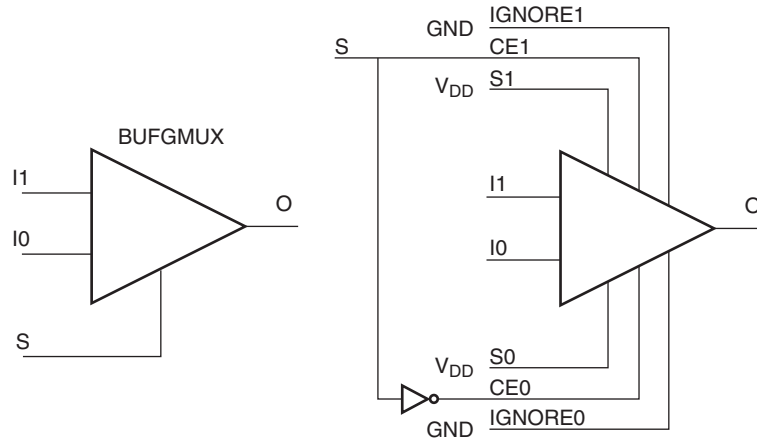 BUFGMUX
I1
I0
O
S
S
GND IGNORE1
CE1
VDD S1
I1
I0
O
VDD S0
CE0
GND IGNORE0